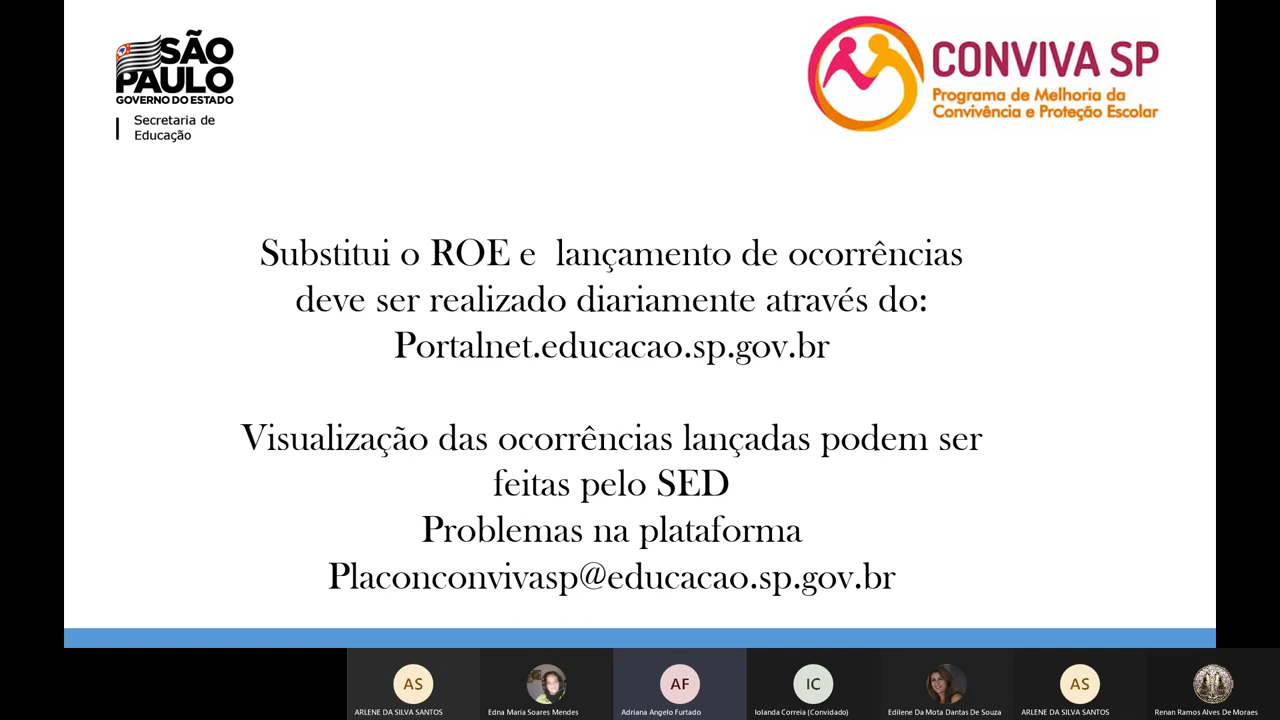 SÃO
PAULO
GOVERNO DO ESTADO
Secretaria de
Educação
CONVIVA SP
Programa de Melhoria da
Convivência e Proteção Escolar
Substitui o ROE e  lançamento de ocorrências
deve ser realizado diariamente através do:
Portalnet.educacao.sp.gov.br
Visualização das ocorrências lançadas podem ser
feitas pelo SED
Problemas na plataforma
Placonconvivasp@educacao.sp.gov.br
AS
ARLENE DA SILVA SANTOS
Edna Maria Soares Mendes
AF
Adriana Angelo Furtado
IC
Iolanda Correia (Convidado)
Edilene Da Mota Dantas De Souza
AS
ARLENE DA SILVA SANTOS
Renan Ramos Alves De Moraes